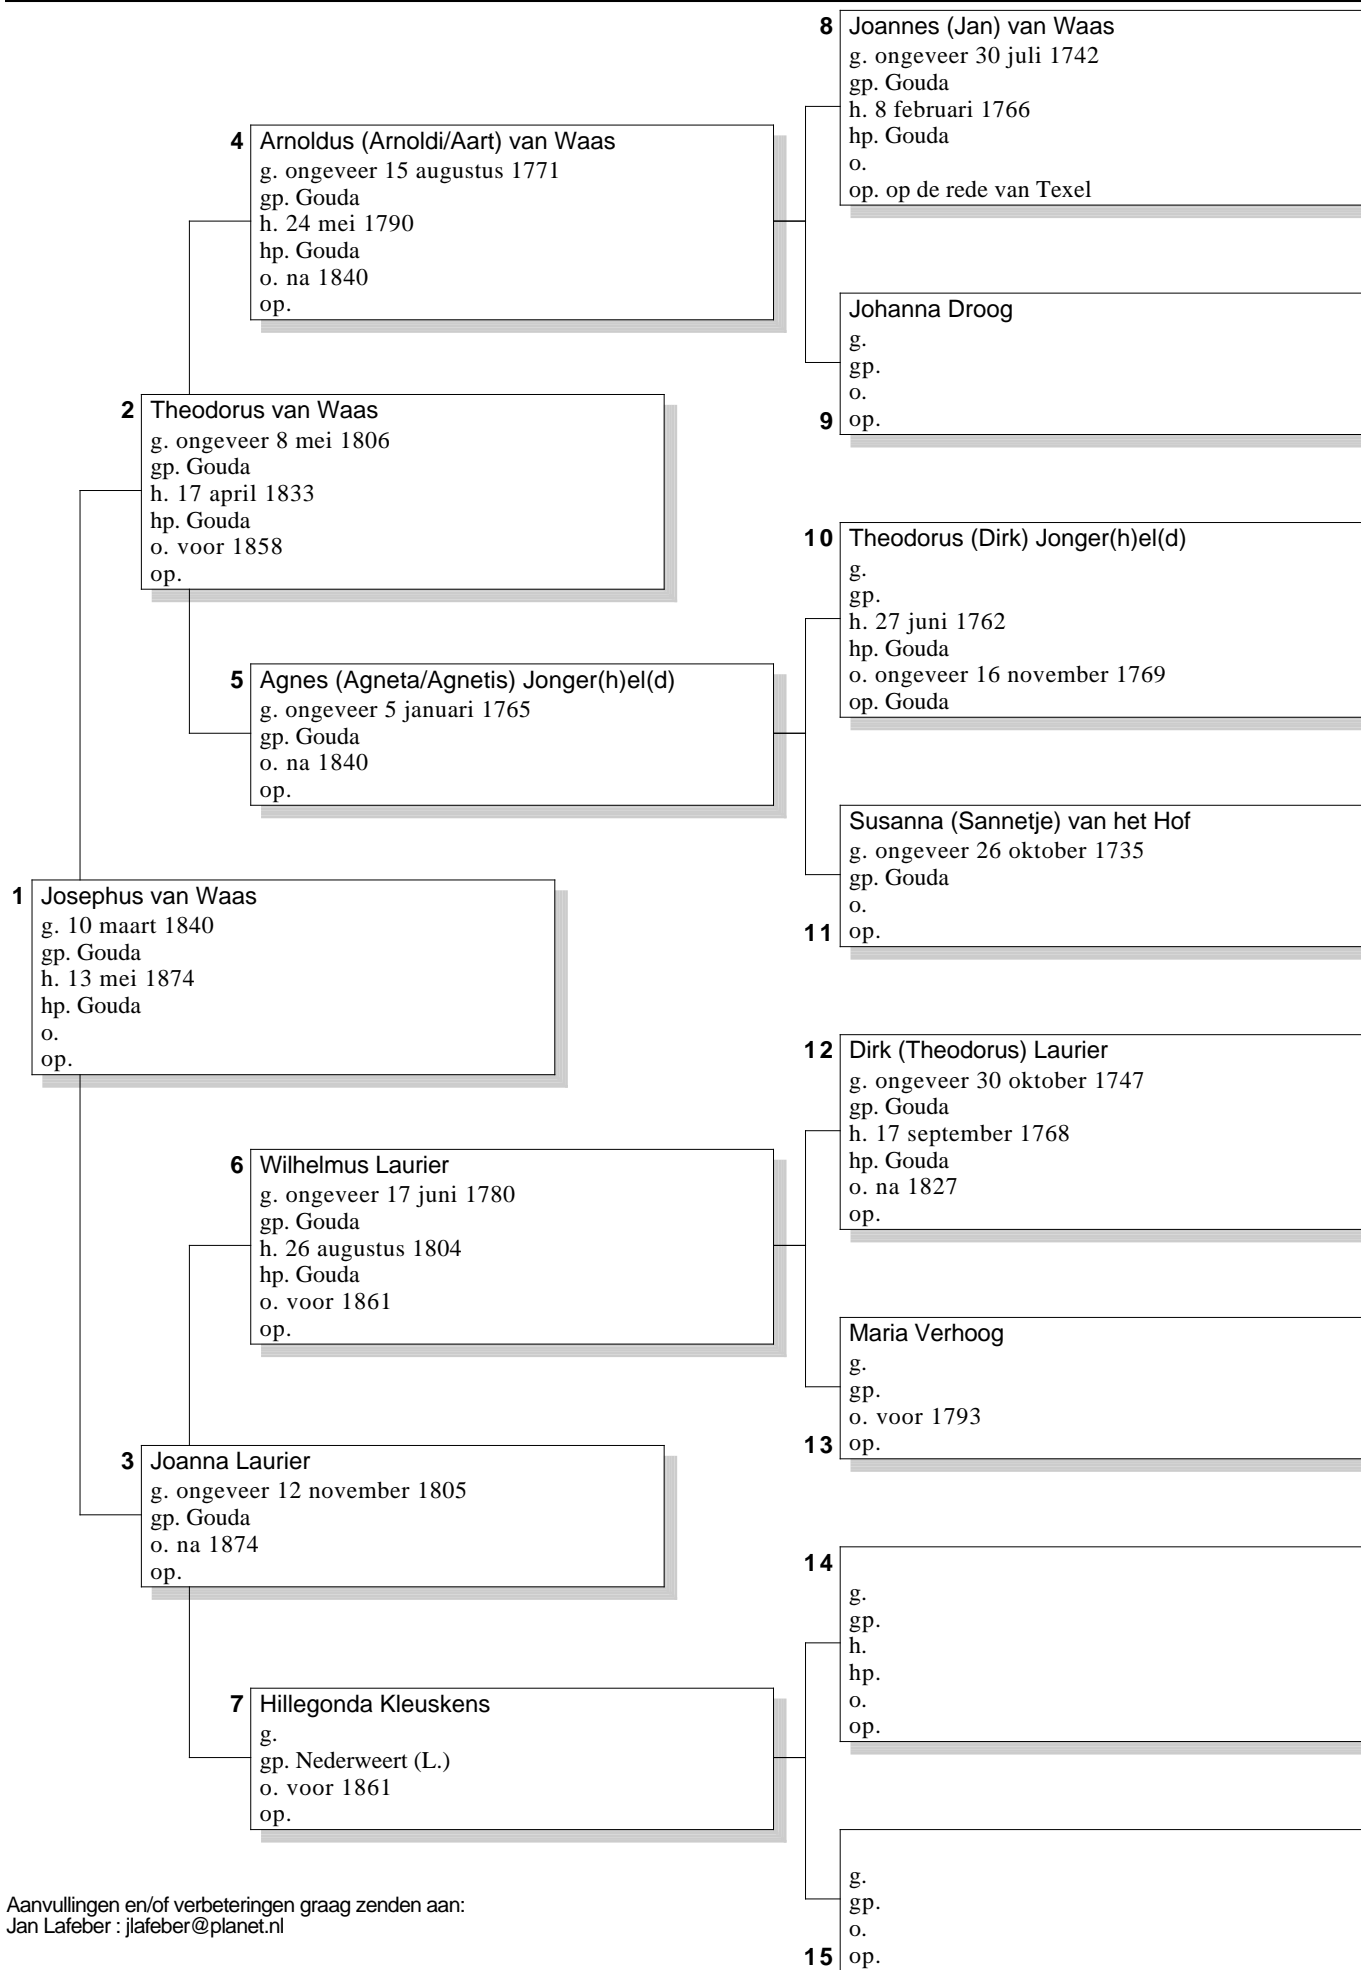 8
Joannes (Jan) van Waas
g. ongeveer 30 juli 1742
gp. Gouda
h. 8 februari 1766
hp. Gouda
o.
op. op de rede van Texel
4
Arnoldus (Arnoldi/Aart) van Waas
g. ongeveer 15 augustus 1771
gp. Gouda
h. 24 mei 1790
hp. Gouda
o. na 1840
op.
Johanna Droog
g.
gp.
o.
9
op.
2
Theodorus van Waas
g. ongeveer 8 mei 1806
gp. Gouda
h. 17 april 1833
hp. Gouda
o. voor 1858
op.
10
Theodorus (Dirk) Jonger(h)el(d)
g.
gp.
h. 27 juni 1762
hp. Gouda
o. ongeveer 16 november 1769
op. Gouda
5
Agnes (Agneta/Agnetis) Jonger(h)el(d)
g. ongeveer 5 januari 1765
gp. Gouda
o. na 1840
op.
Susanna (Sannetje) van het Hof
g. ongeveer 26 oktober 1735
gp. Gouda
o.
11
op.
1
Josephus van Waas
g. 10 maart 1840
gp. Gouda
h. 13 mei 1874
hp. Gouda
o.
op.
12
Dirk (Theodorus) Laurier
g. ongeveer 30 oktober 1747
gp. Gouda
h. 17 september 1768
hp. Gouda
o. na 1827
op.
6
Wilhelmus Laurier
g. ongeveer 17 juni 1780
gp. Gouda
h. 26 augustus 1804
hp. Gouda
o. voor 1861
op.
Maria Verhoog
g.
gp.
o. voor 1793
13
op.
3
Joanna Laurier
g. ongeveer 12 november 1805
gp. Gouda
o. na 1874
op.
14
g.
gp.
h.
hp.
o.
op.
7
Hillegonda Kleuskens
g.
gp. Nederweert (L.)
o. voor 1861
op.
g.
gp.
o.
15
op.
Aanvullingen en/of verbeteringen graag zenden aan:
Jan Lafeber : jlafeber@planet.nl